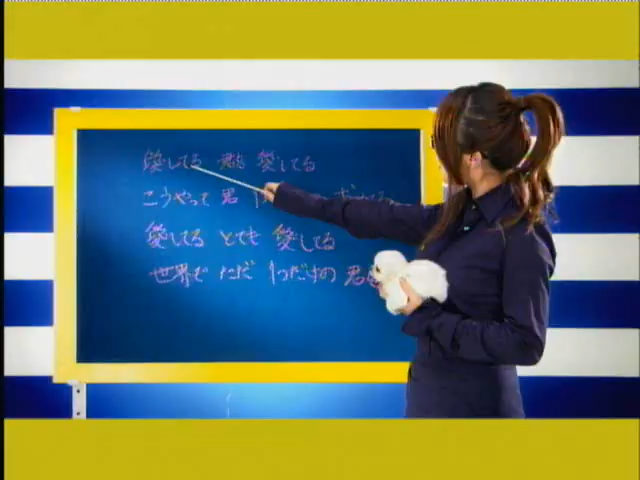 愛してる 君を 愛してる
こうやって 君
愛してる とても 愛してる
世界で ただ 1つだけの 君を